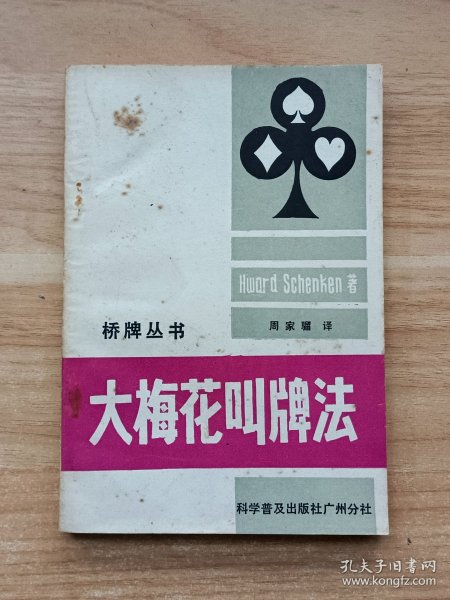 Hward Schenken 著
周家骝 译
桥牌丛书
大梅花叫牌法
科学普及出版社广州分社
孔夫子旧书网
www.kongfz.com